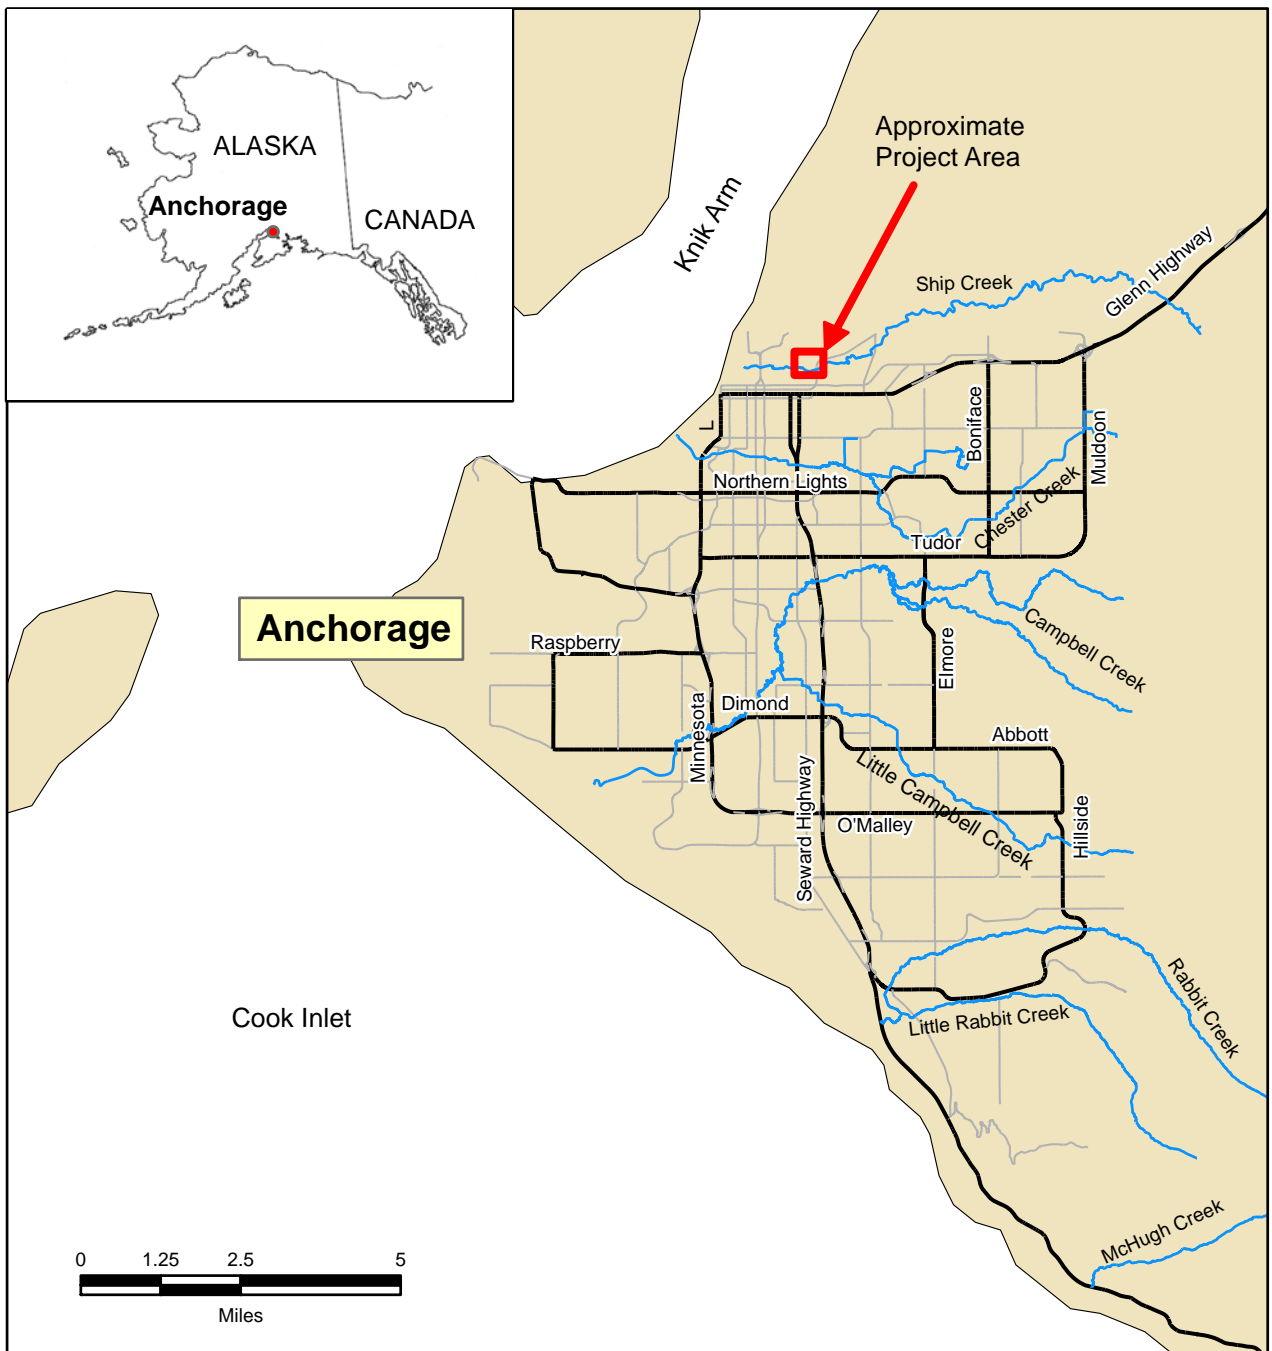 ALASKA
Anchorage
CANADA
Approximate
Project Area
Knik Arm
Ship Creek
Glenn Highway
L
Boniface
Muldoon
Northern Lights
Chester Creek
Tudor
Anchorage
Raspberry
Elmore
Campbell Creek
Minnesota
Dimond
Abbott
Little Campbell Creek
Seward Highway
O'Malley
Hillside
Rabbit Creek
Cook Inlet
Little Rabbit Creek
McHugh Creek
0 1.25 2.5 5
Miles